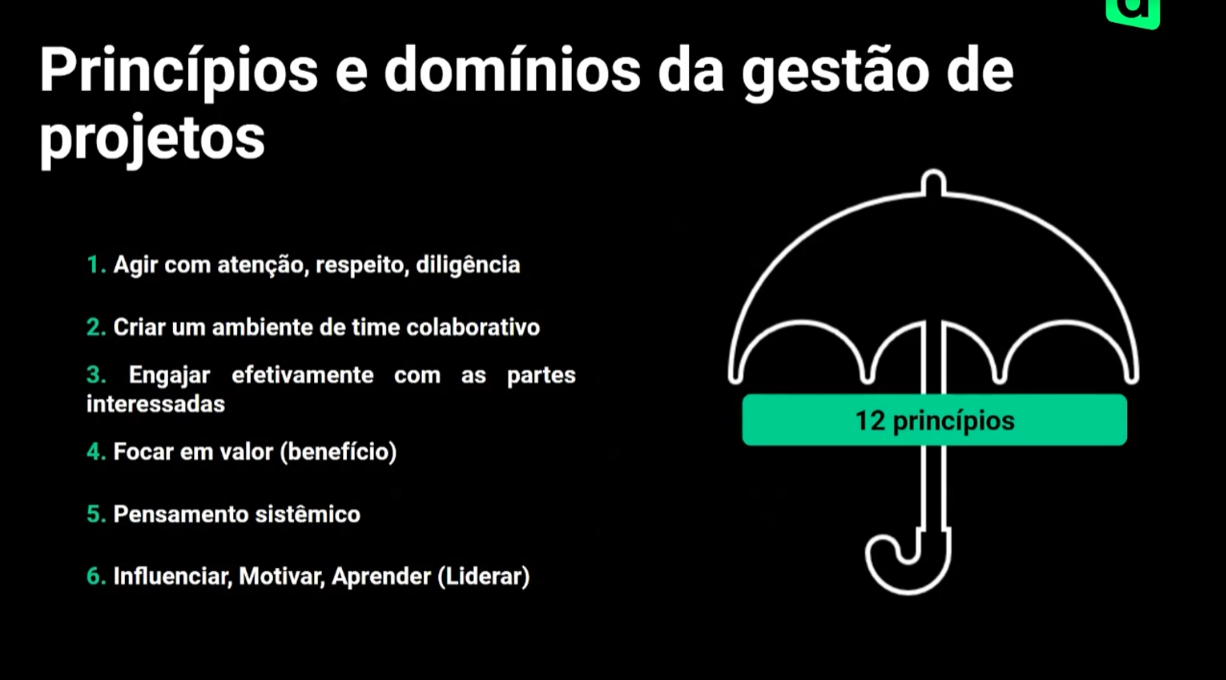 Princípios e domínios da gestão de
projetos
1. Agir com atenção, respeito, diligência
2. Criar um ambiente de time colaborativo
3. Engajar efetivamente com as partes
interessadas
4. Focar em valor (benefício)
5. Pensamento sistêmico
6. Influenciar, Motivar, Aprender (Liderar)
12 princípios